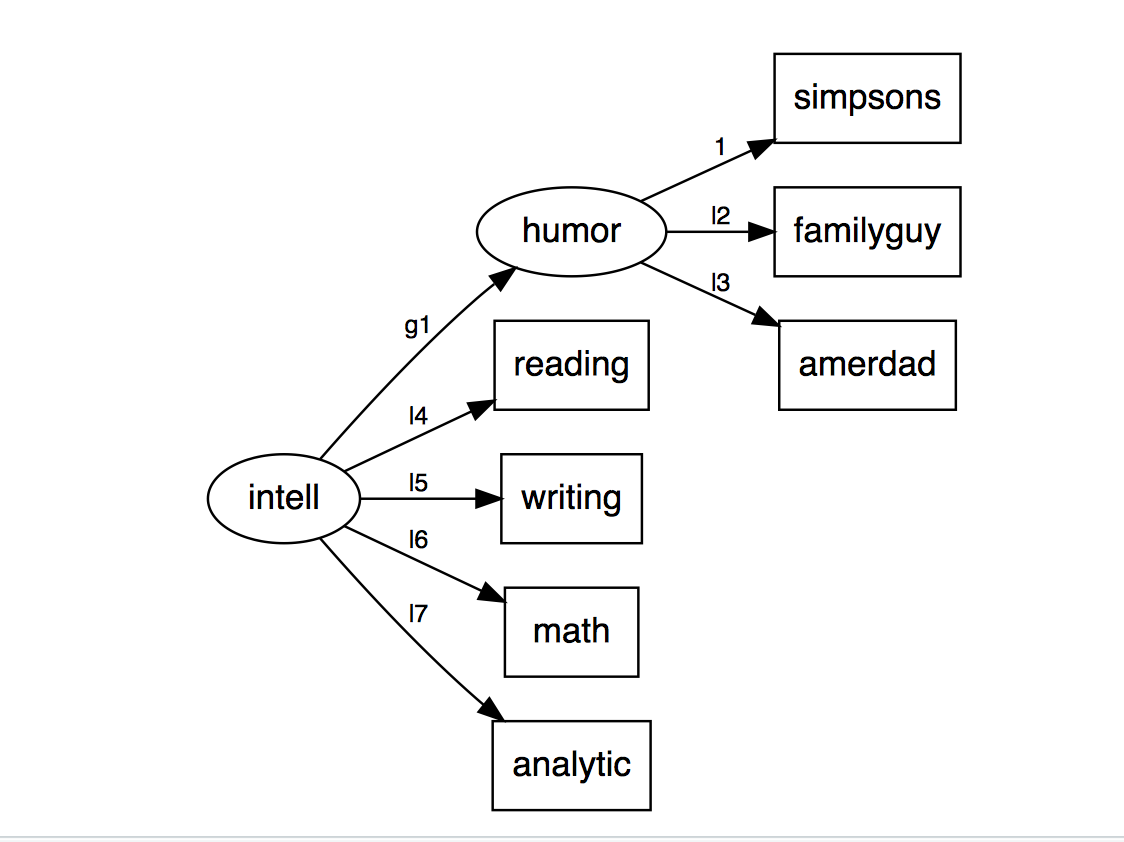 simpsons
1
humor
l2
familyguy
l3
g1
reading
amerdad
l4
intell
l5
writing
l6
math
l7
analytic